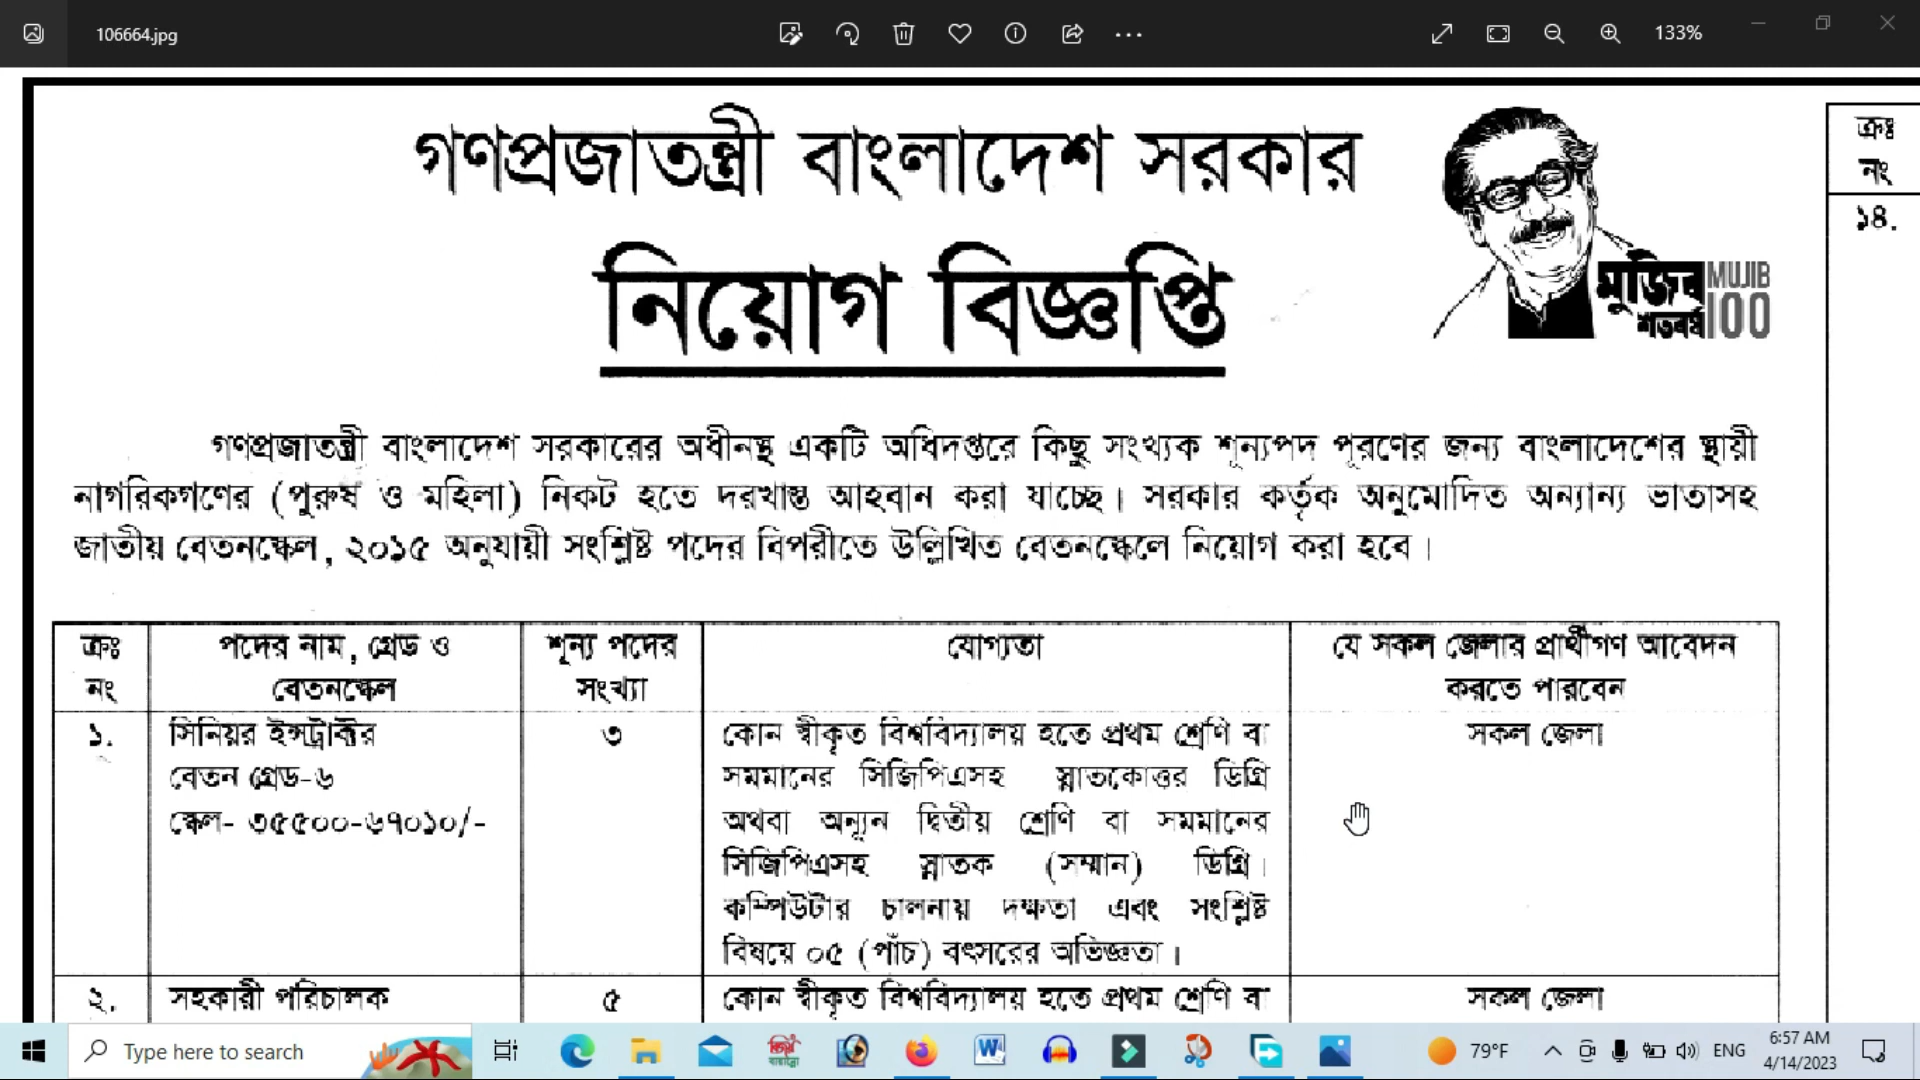 106664.jpg
133%
গণপ্রজাতন্ত্রী বাংলাদেশ সরকার
নিয়োগ বিজ্ঞপ্তি
মুজিব MUJIB
শতবর্ষ 100
গণপ্রজাতন্ত্রী বাংলাদেশ সরকারের অধীনস্থ একটি অধিদপ্তরে কিছু সংখ্যক শূন্যপদ পূরণের জন্য বাংলাদেশের স্থায়ী
নাগরিকগণের (পুরুষ ও মহিলা) নিকট হতে দরখাস্ত আহবান করা যাচ্ছে। সরকার কর্তৃক অনুমোদিত অন্যান্য ভাতাসহ
জাতীয় বেতনস্কেল, ২০১৫ অনুযায়ী সংশ্লিষ্ট পদের বিপরীতে উল্লিখিত বেতনস্কেলে নিয়োগ করা হবে।
ক্রঃ নং
পদের নাম, গ্রেড ও বেতনস্কেল
শূন্য পদের সংখ্যা
যোগ্যতা
যে সকল জেলার প্রার্থীগণ আবেদন করতে পারবেন
১.
সিনিয়র ইন্সট্রাক্টর
বেতন গ্রেড-৬
স্কেল- ৩৫৫০০-৬৭০১০/-
৩
কোন স্বীকৃত বিশ্ববিদ্যালয় হতে প্রথম শ্রেণি বা
সমমানের সিজিপিএসহ স্নাতকোত্তর ডিগ্রি
অথবা অন্যূন দ্বিতীয় শ্রেণি বা সমমানের
সিজিপিএসহ স্নাতক (সম্মান) ডিগ্রি।
কম্পিউটার চালনায় দক্ষতা এবং সংশ্লিষ্ট
বিষয়ে ০৫ (পাঁচ) বৎসরের অভিজ্ঞতা।
সকল জেলা
২.
সহকারী পরিচালক
৫
কোন স্বীকৃত বিশ্ববিদ্যালয় হতে প্রথম শ্রেণি বা
সকল জেলা
ক্রঃ
নং
১৪.
Type here to search
79°F
ENG
6:57 AM
4/14/2023